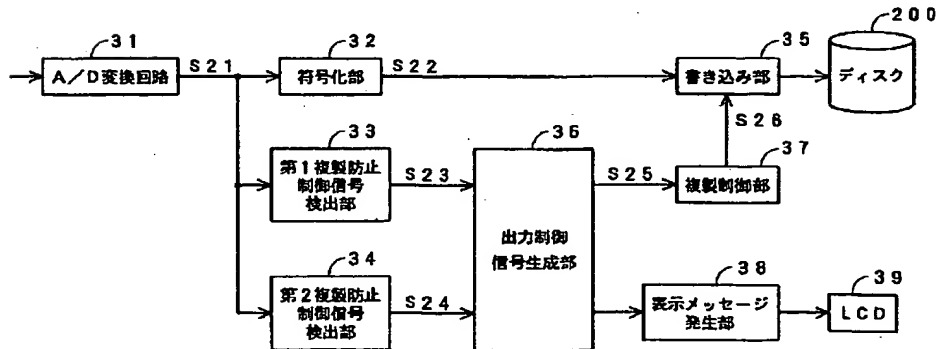 200
31
32
35
A/D変換回路
S21
符号化部
S22
書き込み部
ディスク
S26
33
36
37
第1複製防止
制御信号
検出部
S23
S25
複製制御部
出力制御
信号生成部
34
38
39
第2複製防止
制御信号
検出部
S24
表示メッセージ
発生部
LCD